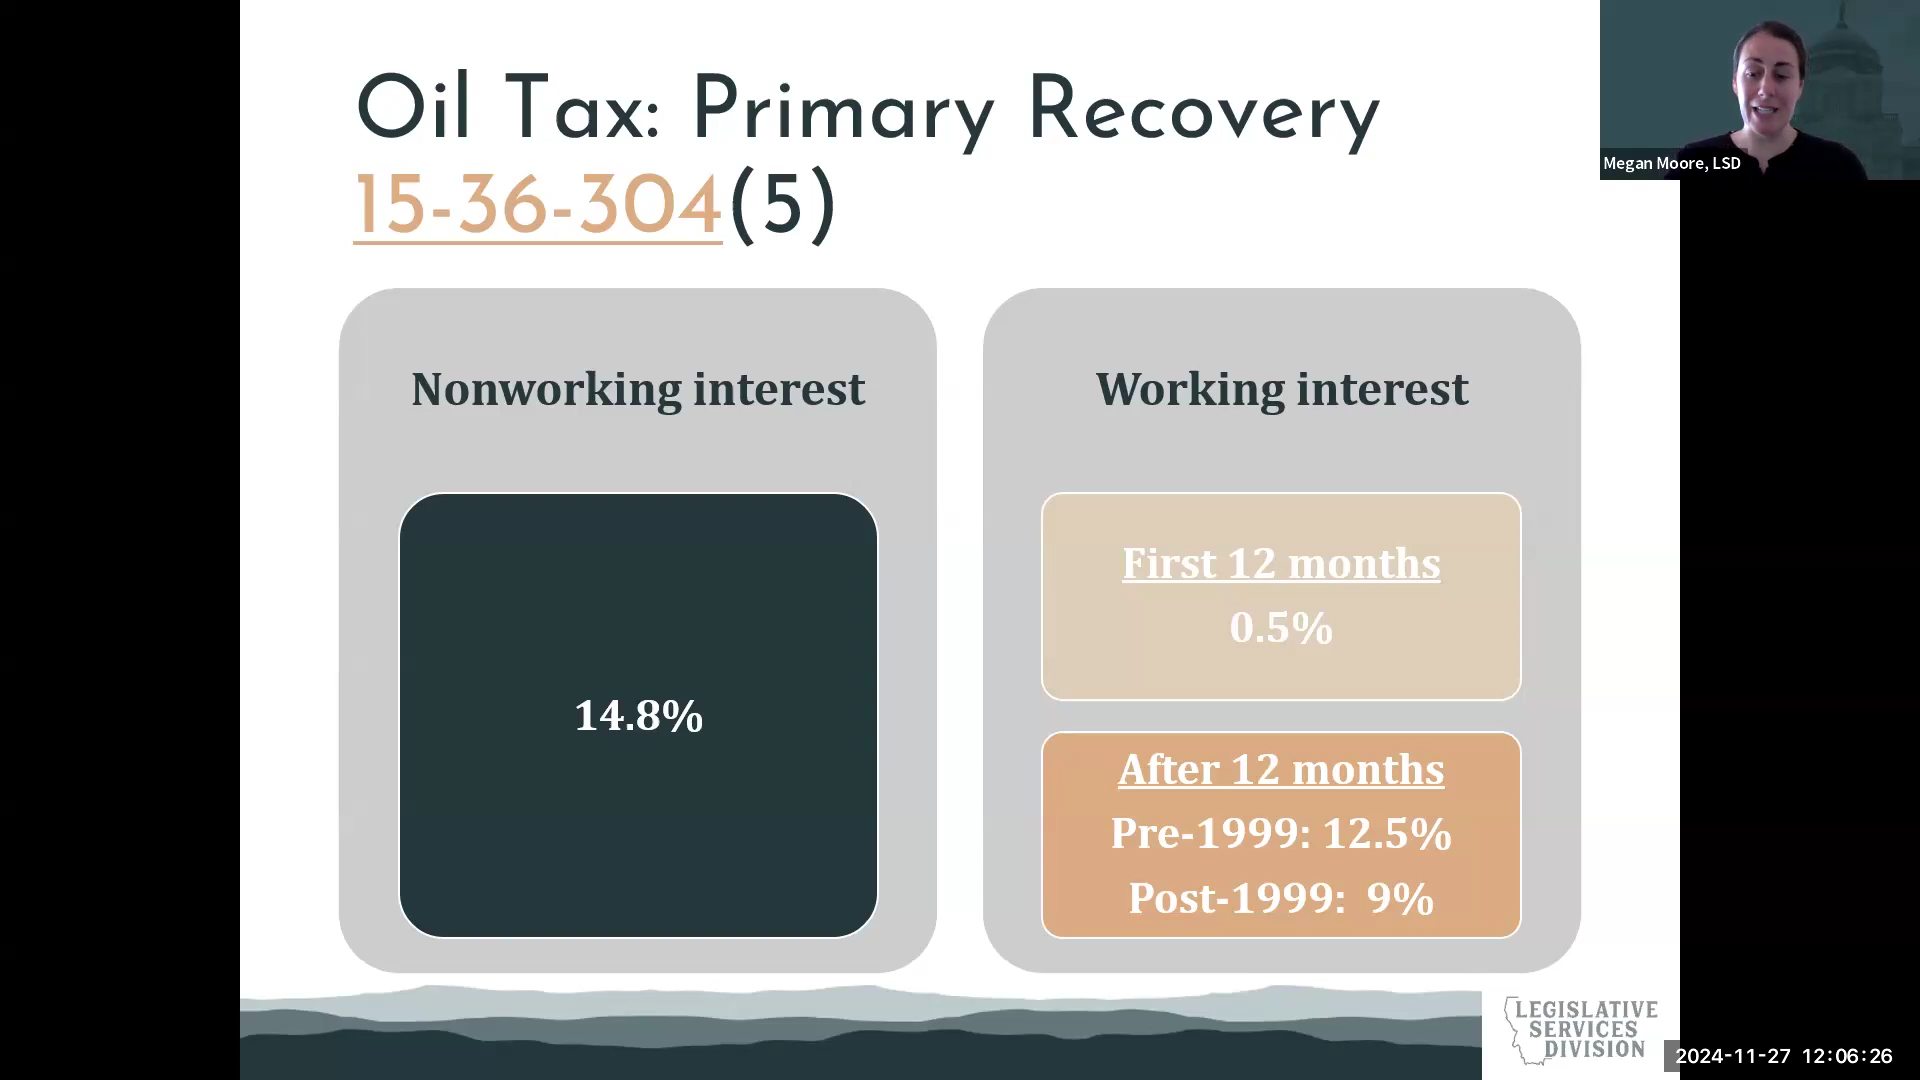 Oil Tax: Primary Recovery
15-36-304(5)
Megan Moore, LSD
Nonworking interest
14.8%
Working interest
First 12 months
0.5%
After 12 months
Pre-1999: 12.5%
Post-1999: 9%
LEGISLATIVE
SERVICES
DIVISION
2024-11-27 12:06:26